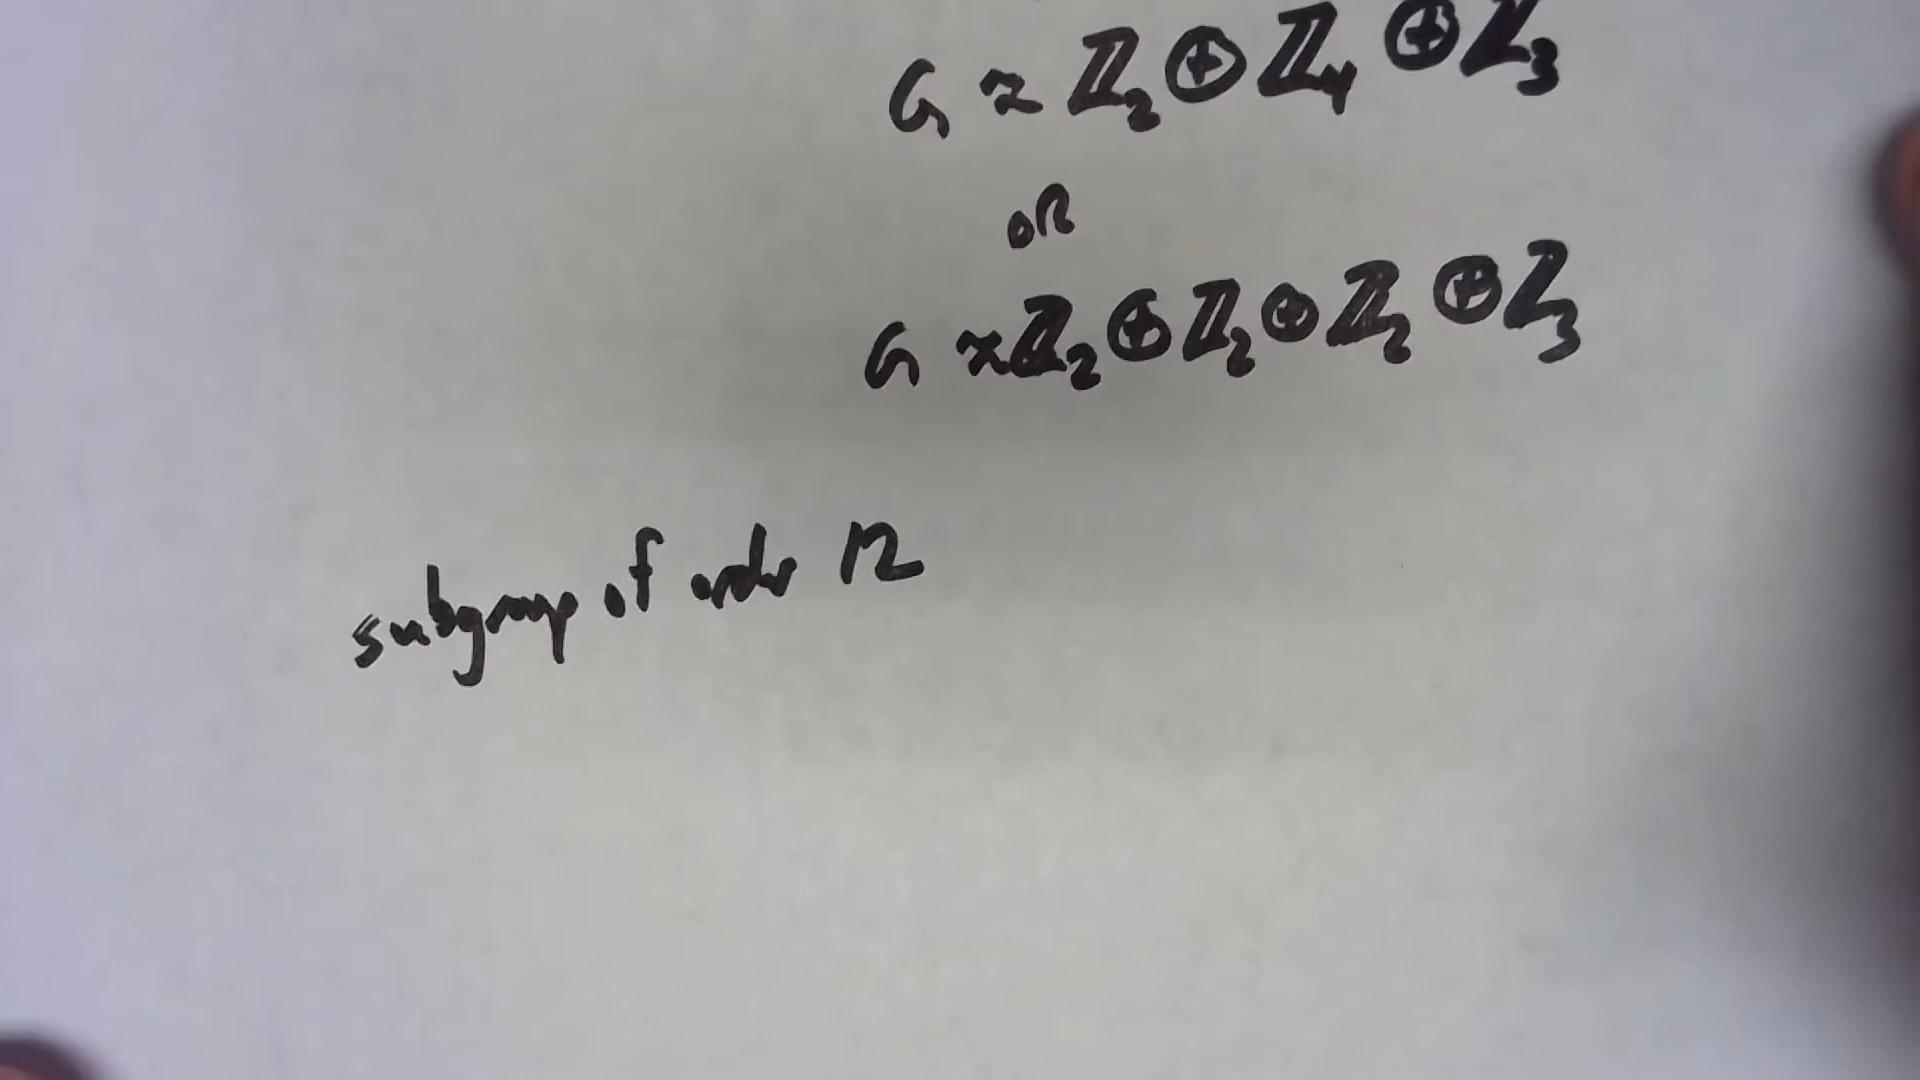 G ≈ ℤ₂ ⊕ ℤ₄ ⊕ ℤ₃
OR
G ≈ ℤ₂ ⊕ ℤ₂ ⊕ ℤ₂ ⊕ ℤ₃
subgroup of order 12